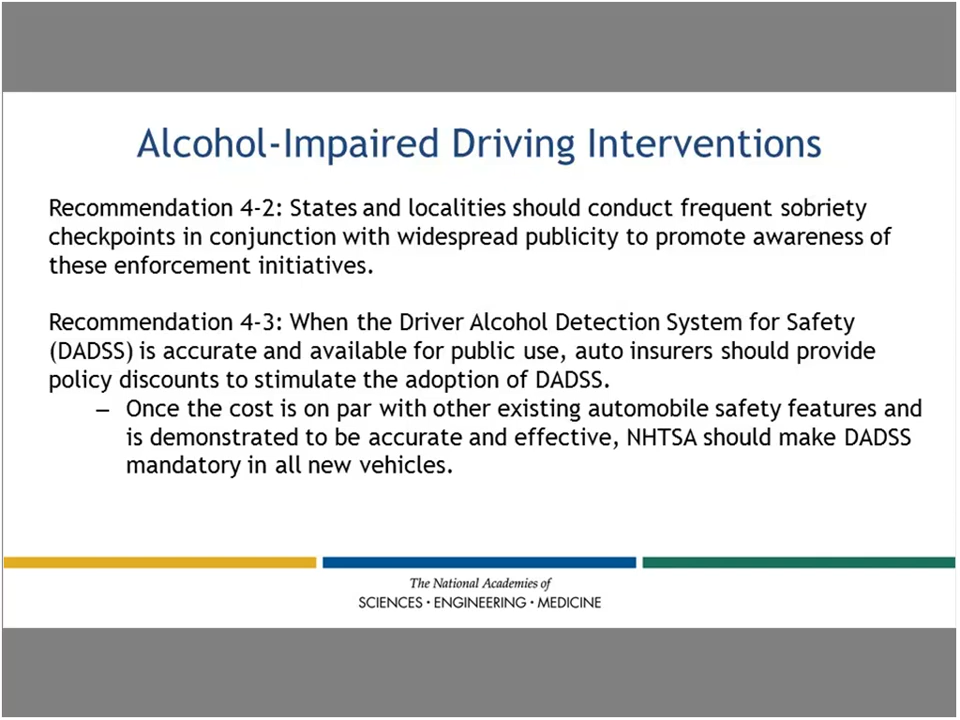 Alcohol-Impaired Driving Interventions
Recommendation 4-2: States and localities should conduct frequent sobriety
checkpoints in conjunction with widespread publicity to promote awareness of
these enforcement initiatives.
Recommendation 4-3: When the Driver Alcohol Detection System for Safety
(DADSS) is accurate and available for public use, auto insurers should provide
policy discounts to stimulate the adoption of DADSS.
– Once the cost is on par with other existing automobile safety features and
is demonstrated to be accurate and effective, NHTSA should make DADSS
mandatory in all new vehicles.
The National Academies of
SCIENCES · ENGINEERING · MEDICINE